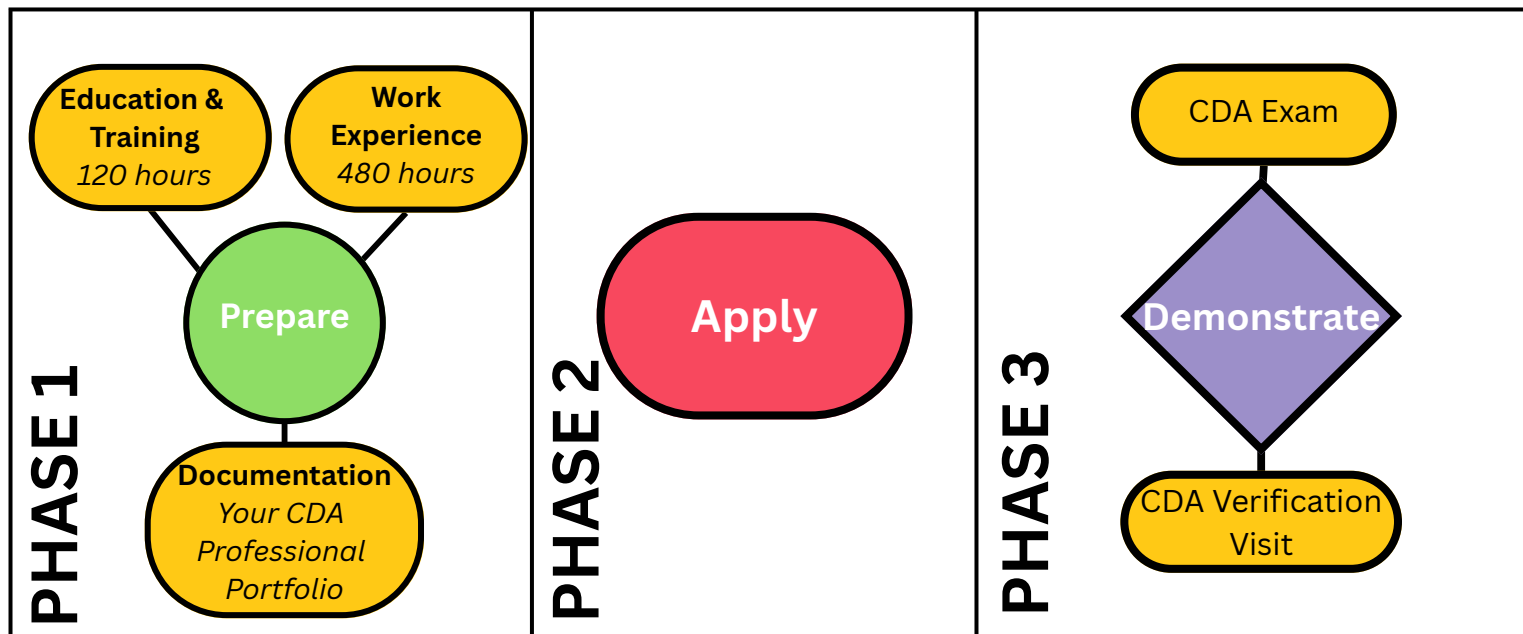 PHASE 1
Education &
Training
120 hours
Work
Experience
480 hours
Prepare
Documentation
Your CDA
Professional
Portfolio
PHASE 2
Apply
PHASE 3
CDA Exam
Demonstrate
CDA Verification
Visit